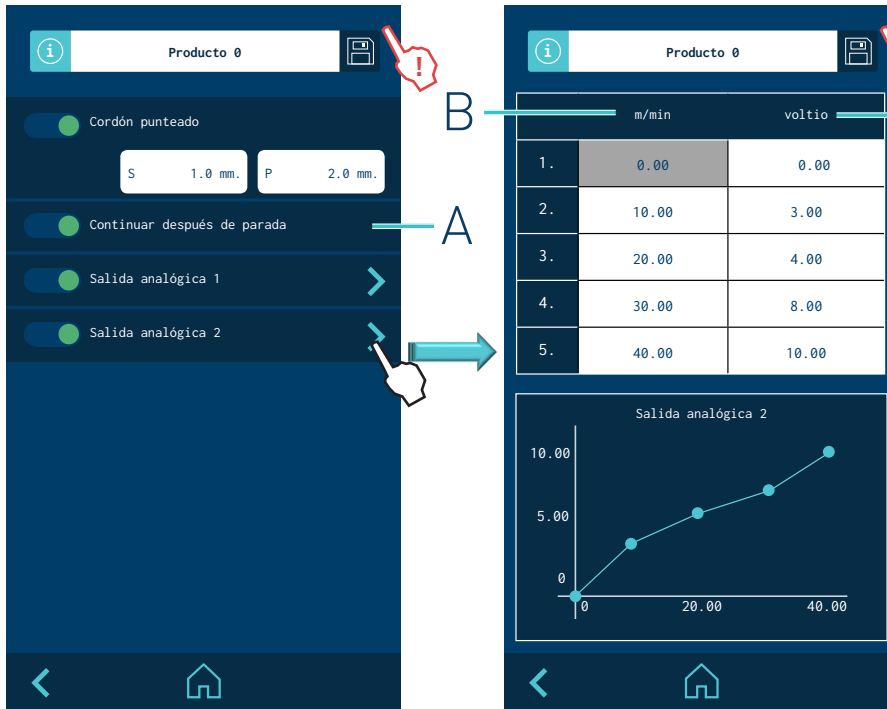 i
Producto 0
!
Cordón punteado
S 1.0 mm.
P 2.0 mm.
Continuar después de parada
A
Salida analógica 1
Salida analógica 2
i
Producto 0
B
m/min voltio
1. 0.00 0.00
2. 10.00 3.00
3. 20.00 4.00
4. 30.00 8.00
5. 40.00 10.00
Salida analógica 2
10.00
5.00
0
0 20.00 40.00